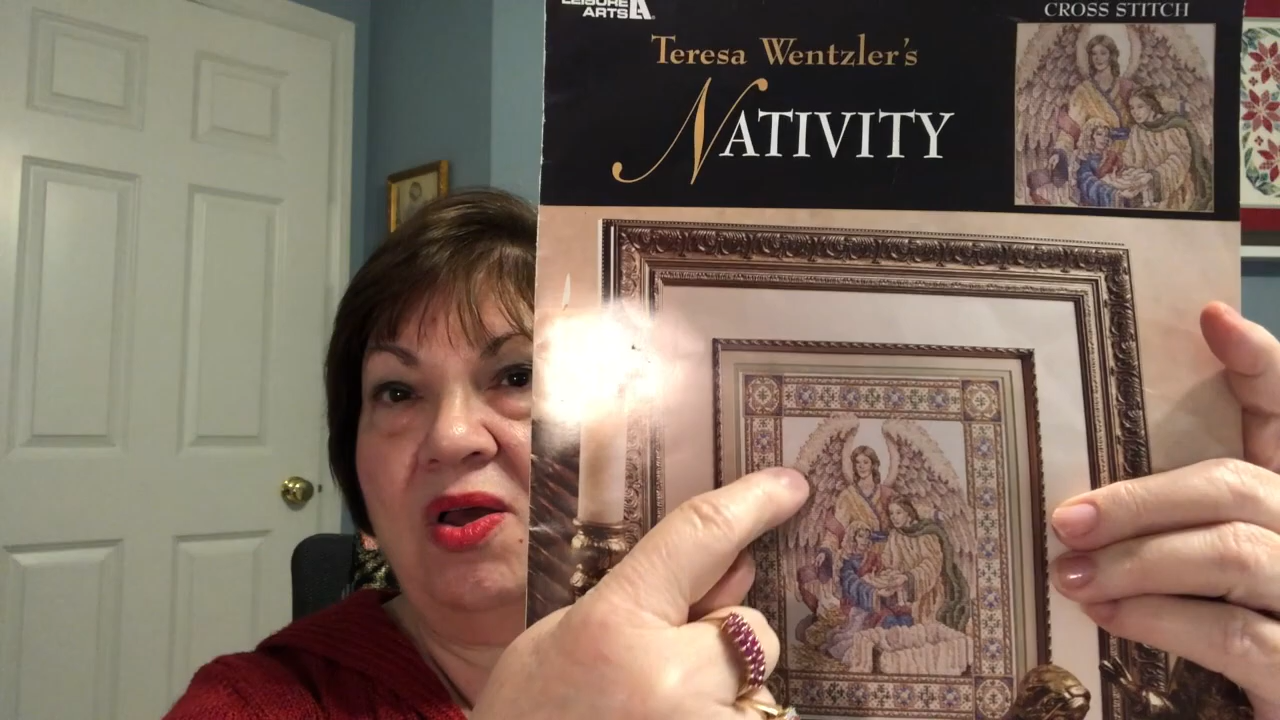 LEISURE
ARTS
CROSS STITCH
Teresa Wentzler's
NATIVITY